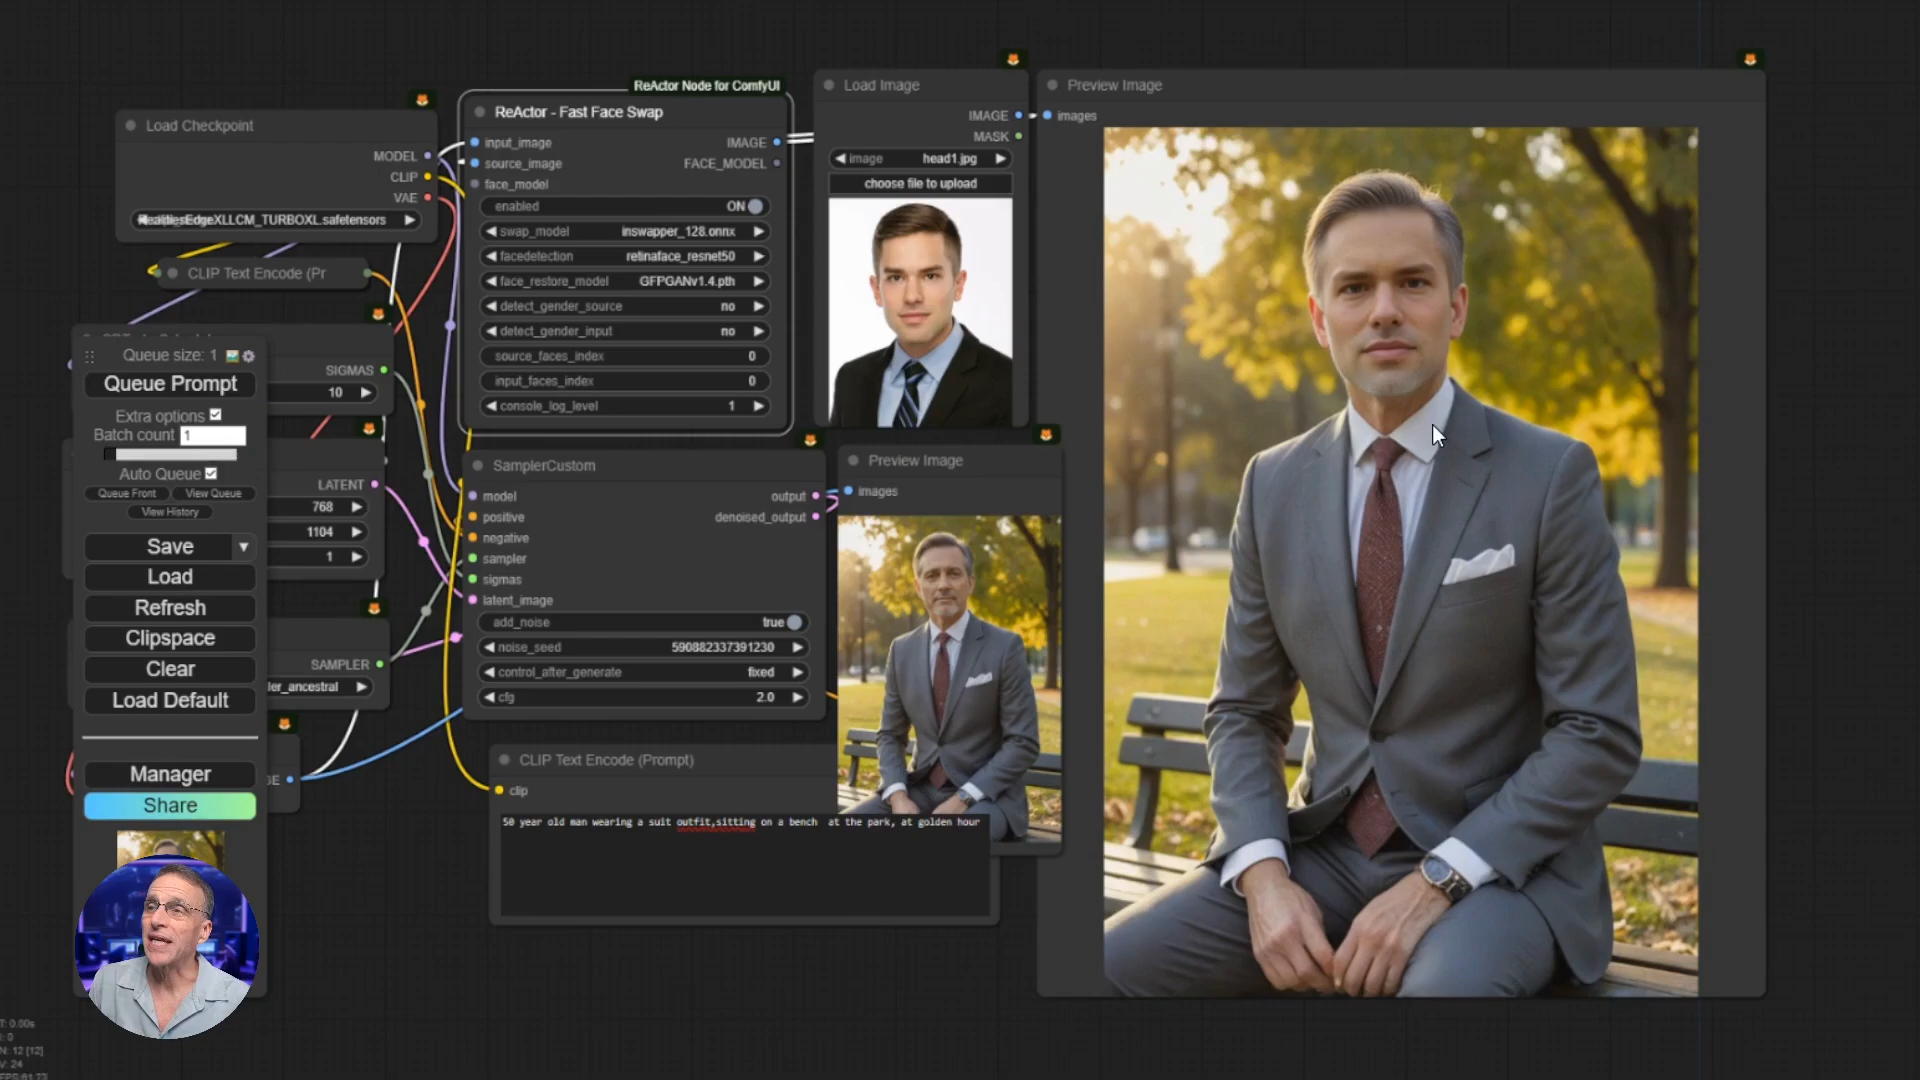 Load Checkpoint
MODEL
CLIP
VAE
CLIP Text Encode (Pr
ReActor Node for ComfyUI
ReActor - Fast Face Swap
input_image
IMAGE
source_image
FACE_MODEL
face_model
enabled
ON
swap_model
inswapper_128.onnx
facedetection
retinaface_resnet50
face_restore_model
GFPGANv1.4.pth
detect_gender_source
no
detect_gender_input
no
source_faces_index
0
input_faces_index
0
console_log_level
1
Load Image
IMAGE
MASK
image
head1.jpg
choose file to upload
Preview Image
images
Queue size: 1
Queue Prompt
Extra options
Batch count
1
Auto Queue
Queue Front
View Queue
View History
Save
Load
Refresh
Clipspace
Clear
Load Default
Manager
Share
SIGMAS
10
LATENT
768
1104
1
SAMPLER
ler_ancestral
GE
SamplerCustom
model
output
positive
denoised_output
negative
sampler
sigmas
latent_image
add_noise
true
noise_seed
590882337391230
control_after_generate
fixed
cfg
2.0
Preview Image
images
CLIP Text Encode (Prompt)
clip
50 year old man wearing a suit outfit,sitting on a bench  at the park, at golden hour
T: 0.00s
I: 0
N: 12 [12]
V: 24